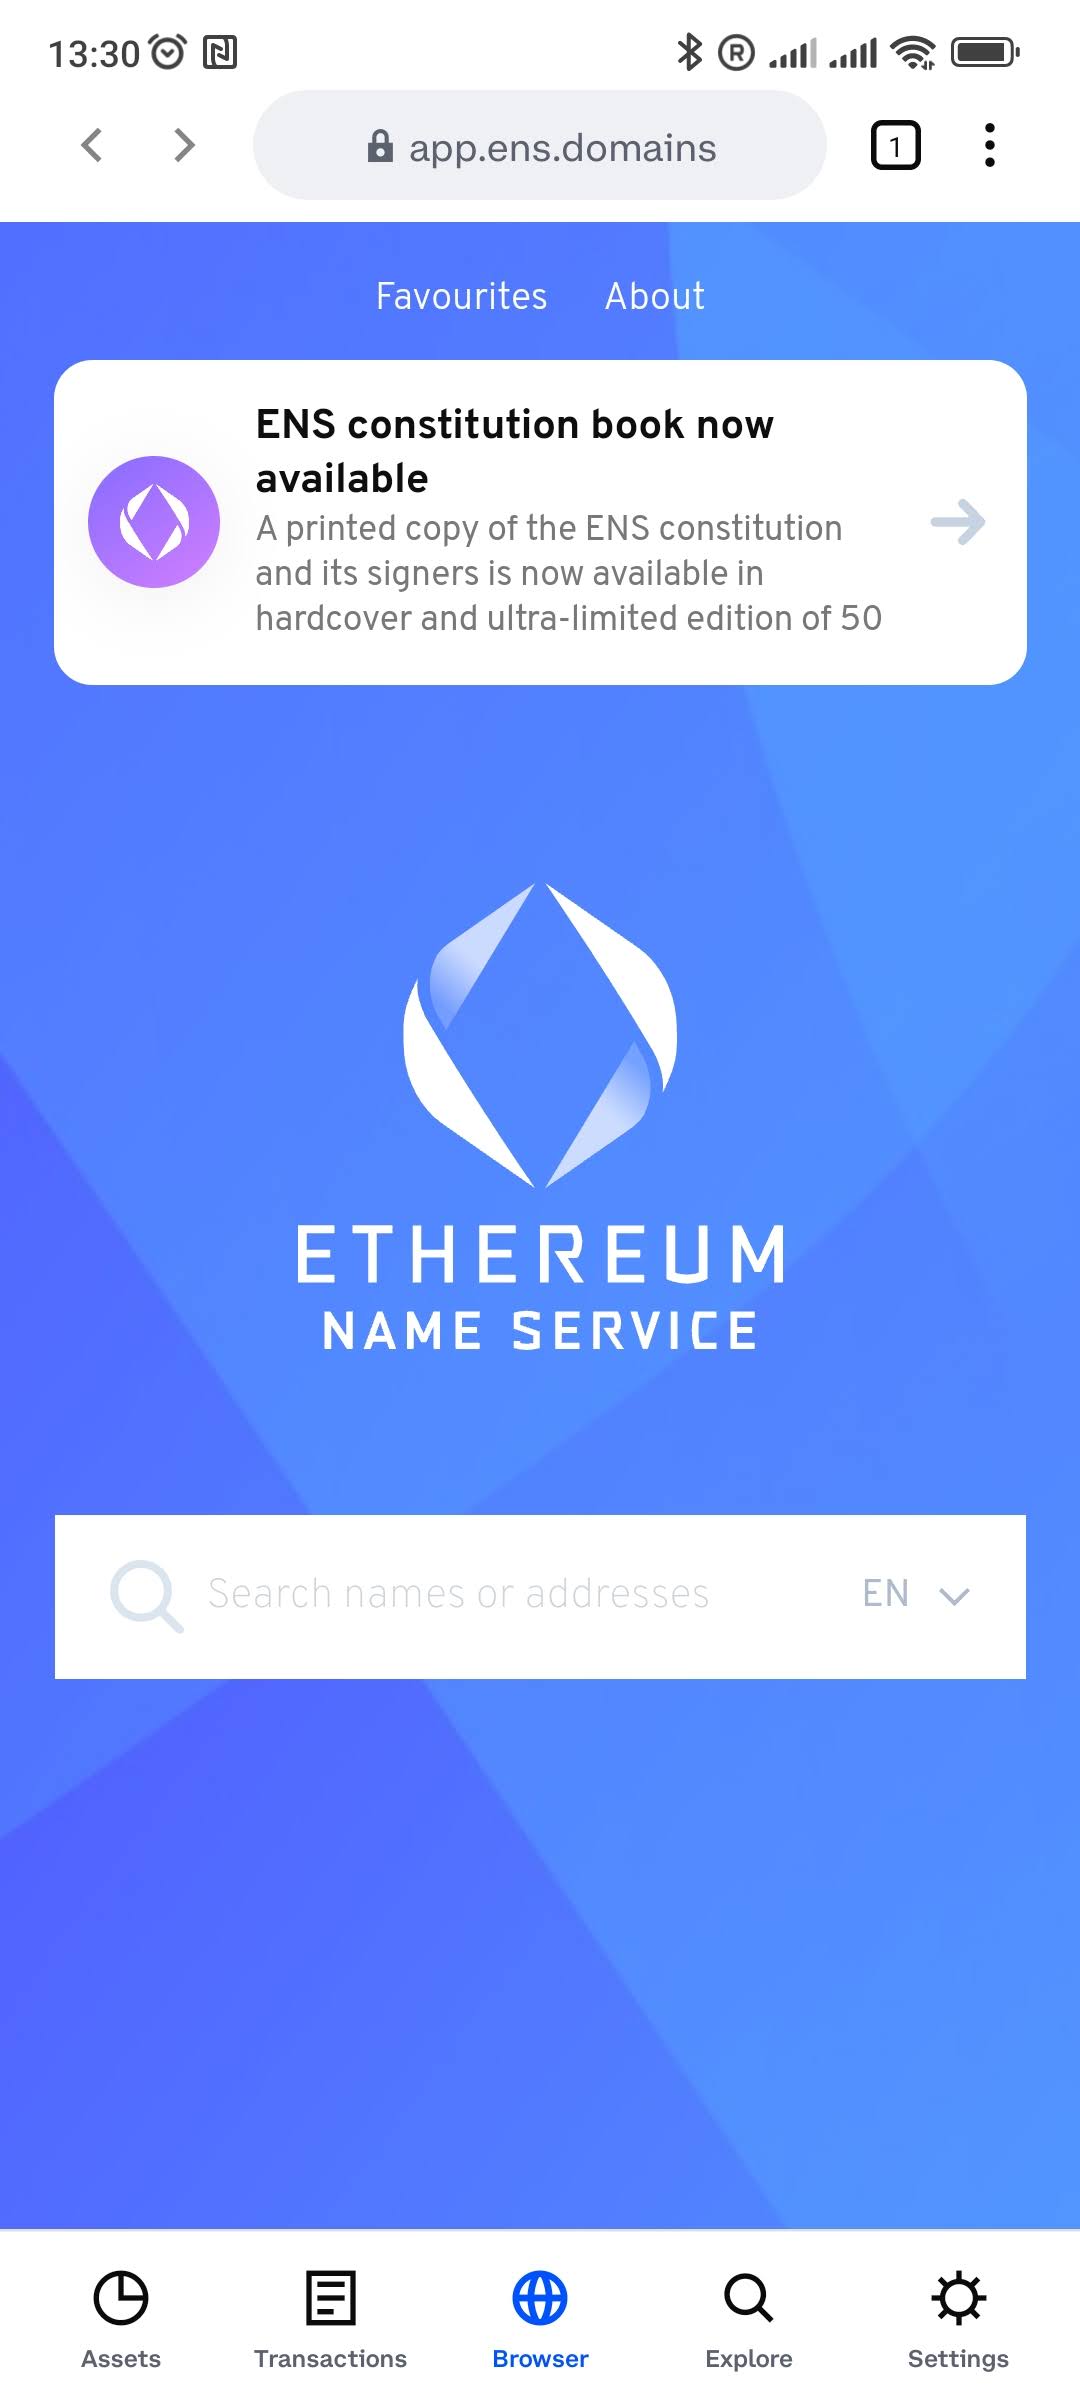 13:30
app.ens.domains
1
Favourites About
ENS constitution book now
available
A printed copy of the ENS constitution
and its signers is now available in
hardcover and ultra-limited edition of 50
ETHEREUM
NAME SERVICE
Search names or addresses EN
Assets Transactions Browser Explore Settings